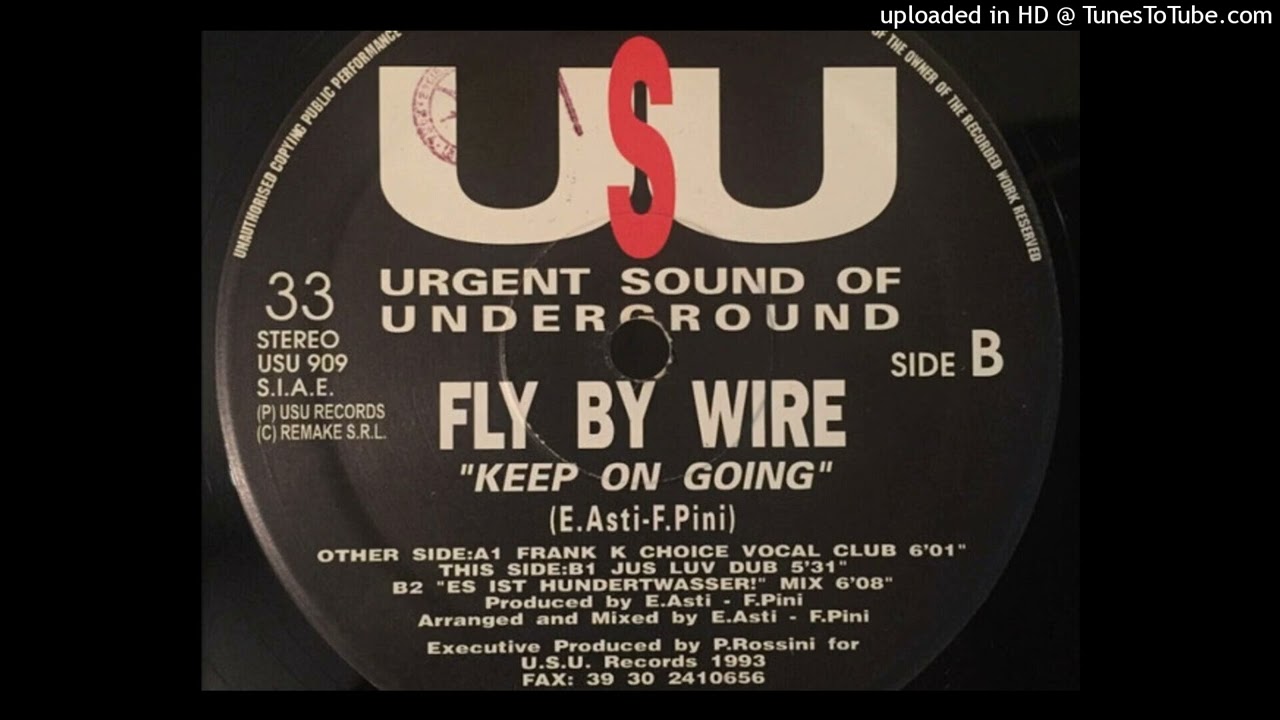 uploaded in HD @ TunesToTube.com
UNAUTHORISED COPYING PUBLIC PERFORMANCE
OF THE OWNER OF THE RECORDED WORK RESERVED
USU
URGENT SOUND OF
UNDERGROUND
33
STEREO
USU 909
S.I.A.E.
(P) USU RECORDS
(C) REMAKE S.R.L.
SIDE B
FLY BY WIRE
"KEEP ON GOING"
(E.Asti-F.Pini)
OTHER SIDE:A1 FRANK K CHOICE VOCAL CLUB 6'01"
THIS SIDE:B1 JUS LUV DUB 5'31"
B2 "ES IST HUNDERTWASSER!" MIX 6'08"
Produced by E.Asti - F.Pini
Arranged and Mixed by E.Asti - F.Pini
Executive Produced by P.Rossini for
U.S.U. Records 1993
FAX: 39 30 2410656